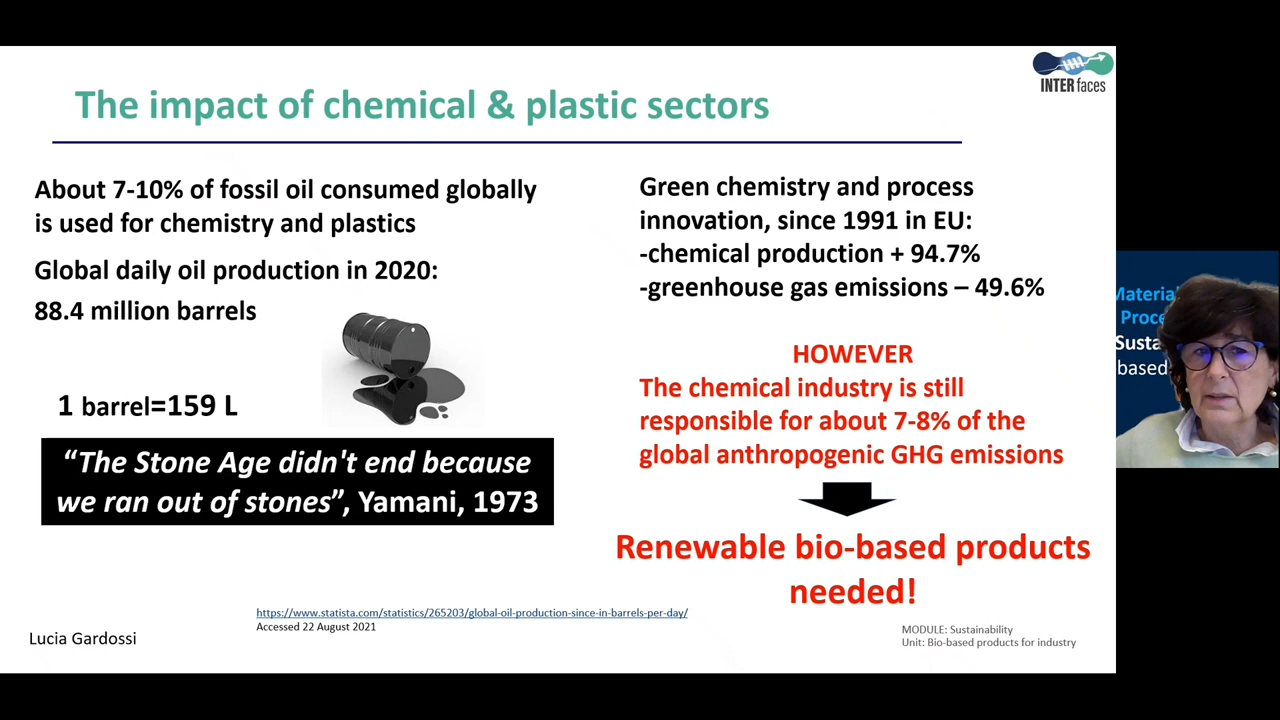 The impact of chemical & plastic sectors
INTERfaces
About 7-10% of fossil oil consumed globally
is used for chemistry and plastics
Global daily oil production in 2020:
88.4 million barrels
1 barrel=159 L
“The Stone Age didn't end because
we ran out of stones”, Yamani, 1973
Green chemistry and process
innovation, since 1991 in EU:
-chemical production + 94.7%
-greenhouse gas emissions – 49.6%
HOWEVER
The chemical industry is still
responsible for about 7-8% of the
global anthropogenic GHG emissions
Renewable bio-based products
needed!
https://www.statista.com/statistics/265203/global-oil-production-since-in-barrels-per-day/
Accessed 22 August 2021
Lucia Gardossi
MODULE: Sustainability
Unit: Bio-based products for industry
based